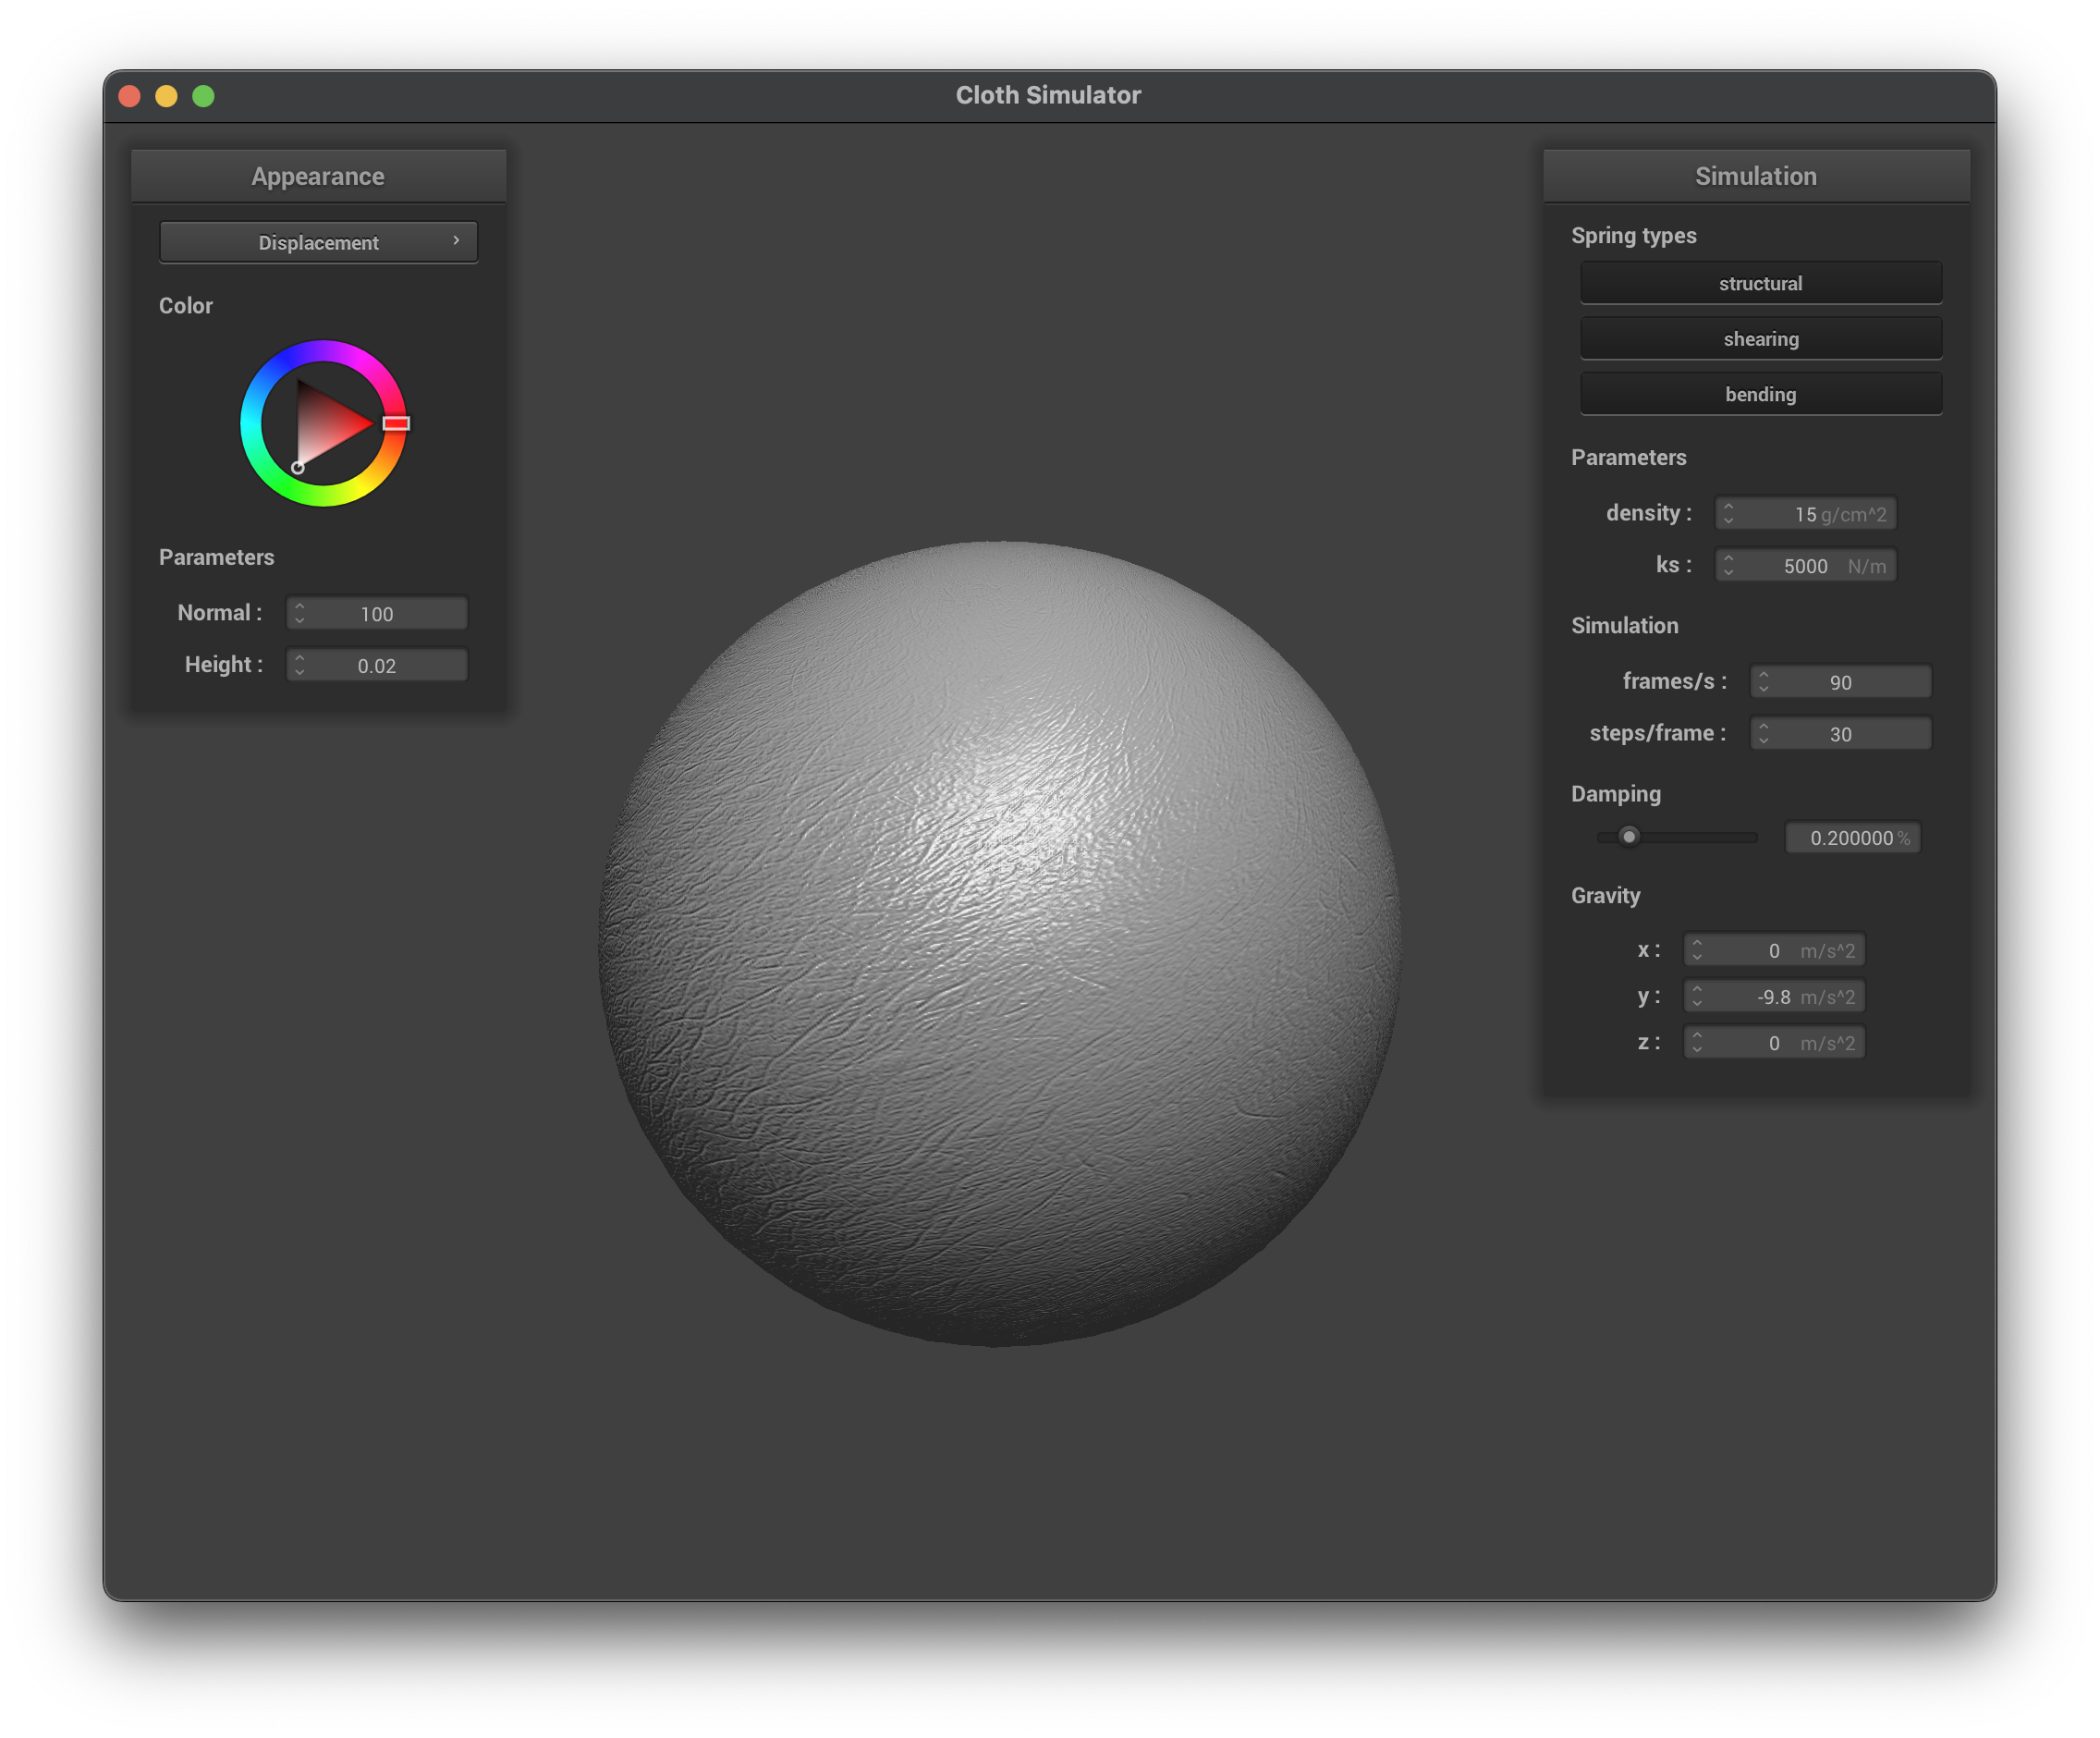 Cloth Simulator
Appearance
Displacement
Color
Parameters
Normal : 100
Height : 0.02
Simulation
Spring types
structural
shearing
bending
Parameters
density : 15 g/cm^2
ks : 5000 N/m
Simulation
frames/s : 90
steps/frame : 30
Damping
0.200000 %
Gravity
x : 0 m/s^2
y : -9.8 m/s^2
z : 0 m/s^2